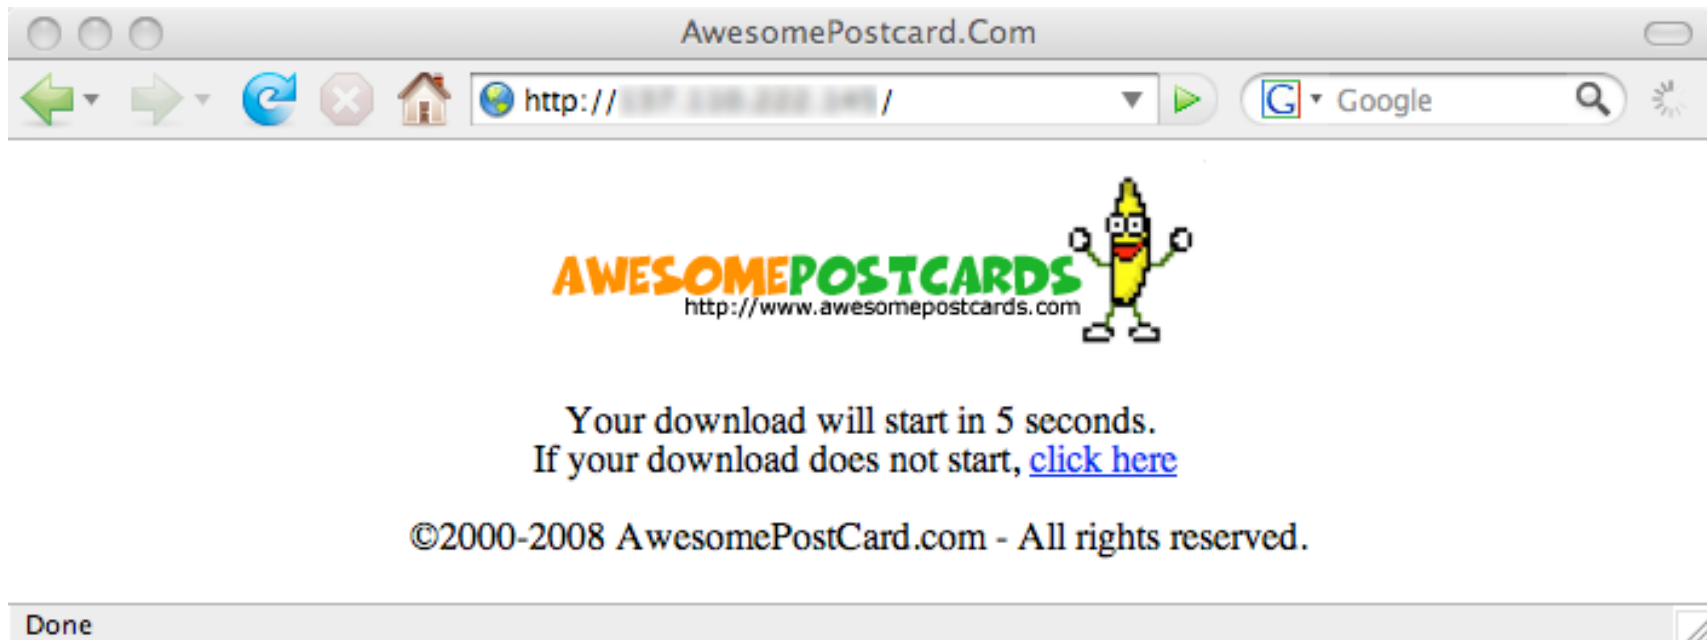 AwesomePostcard.Com
http:// /
G Google
AWESOMEPOSTCARDS
http://www.awesomepostcards.com
Your download will start in 5 seconds.
If your download does not start, click here
©2000-2008 AwesomePostCard.com - All rights reserved.
Done